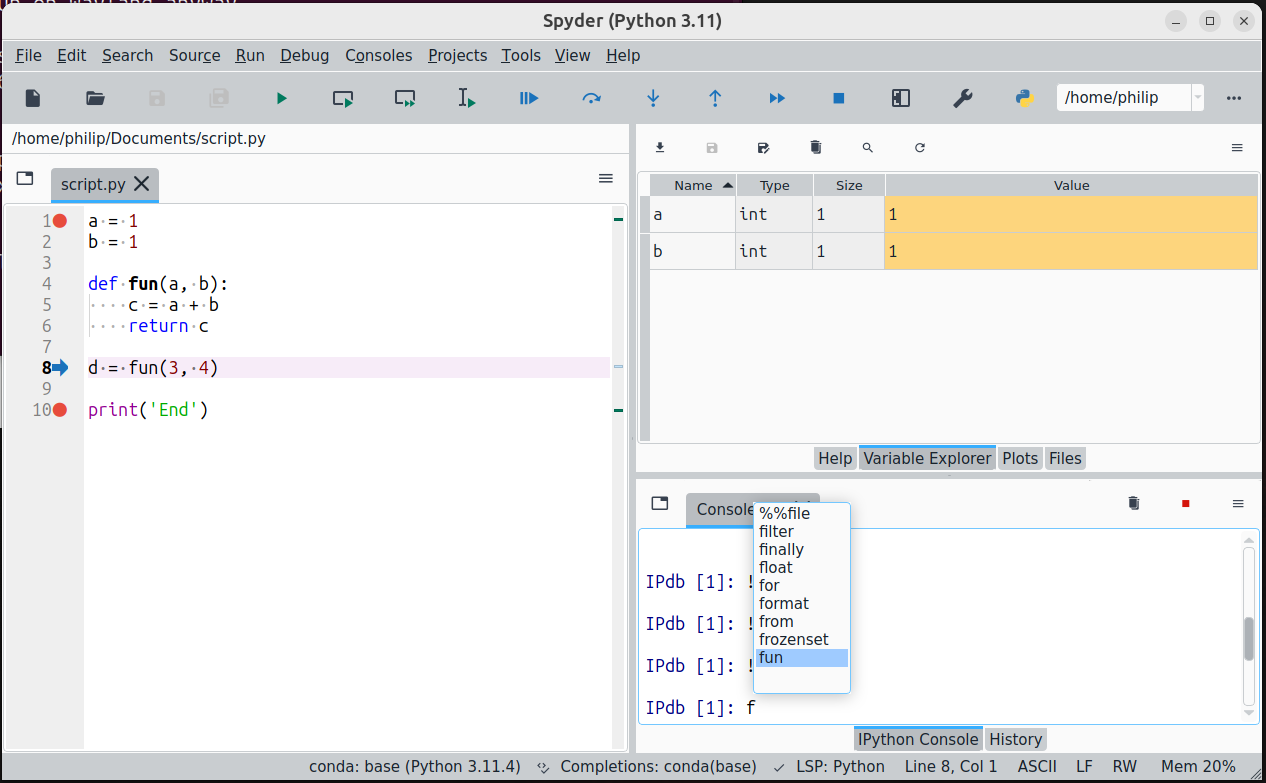 Spyder (Python 3.11)
File Edit Search Source Run Debug Consoles Projects Tools View Help
/home/philip
/home/philip/Documents/script.py
script.py
1 a = 1
2 b = 1
3
4 def fun(a, b):
5 c = a + b
6 return c
7
8 d = fun(3, 4)
9
10 print('End')
Name Type Size Value
a int 1 1
b int 1 1
Help Variable Explorer Plots Files
Console
%%file
filter
finally
float
for
format
from
frozenset
fun
IPdb [1]: !
IPdb [1]: !
IPdb [1]: !
IPdb [1]: f
IPython Console History
conda: base (Python 3.11.4) Completions: conda(base) LSP: Python Line 8, Col 1 ASCII LF RW Mem 20%